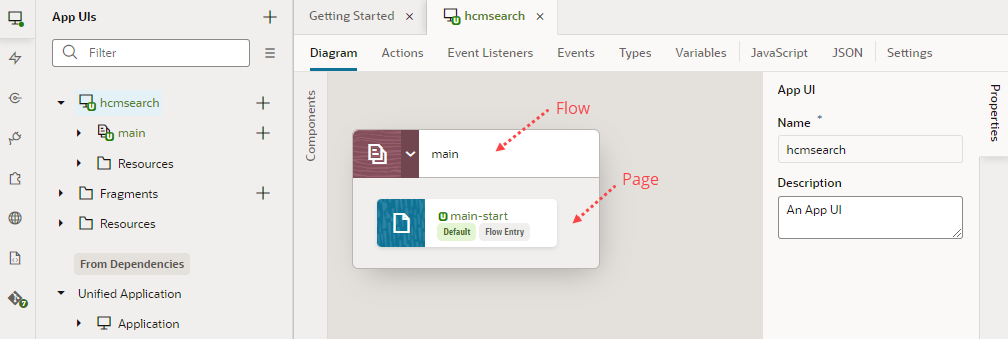 App UIs
Getting Started
hcmsearch
Filter
Diagram
Actions
Event Listeners
Events
Types
Variables
JavaScript
JSON
Settings
hcmsearch
main
Resources
Fragments
Resources
From Dependencies
Unified Application
Application
7
Components
Flow
main
Page
U main-start
Default
Flow Entry
App UI
Name *
hcmsearch
Description
An App UI
Properties